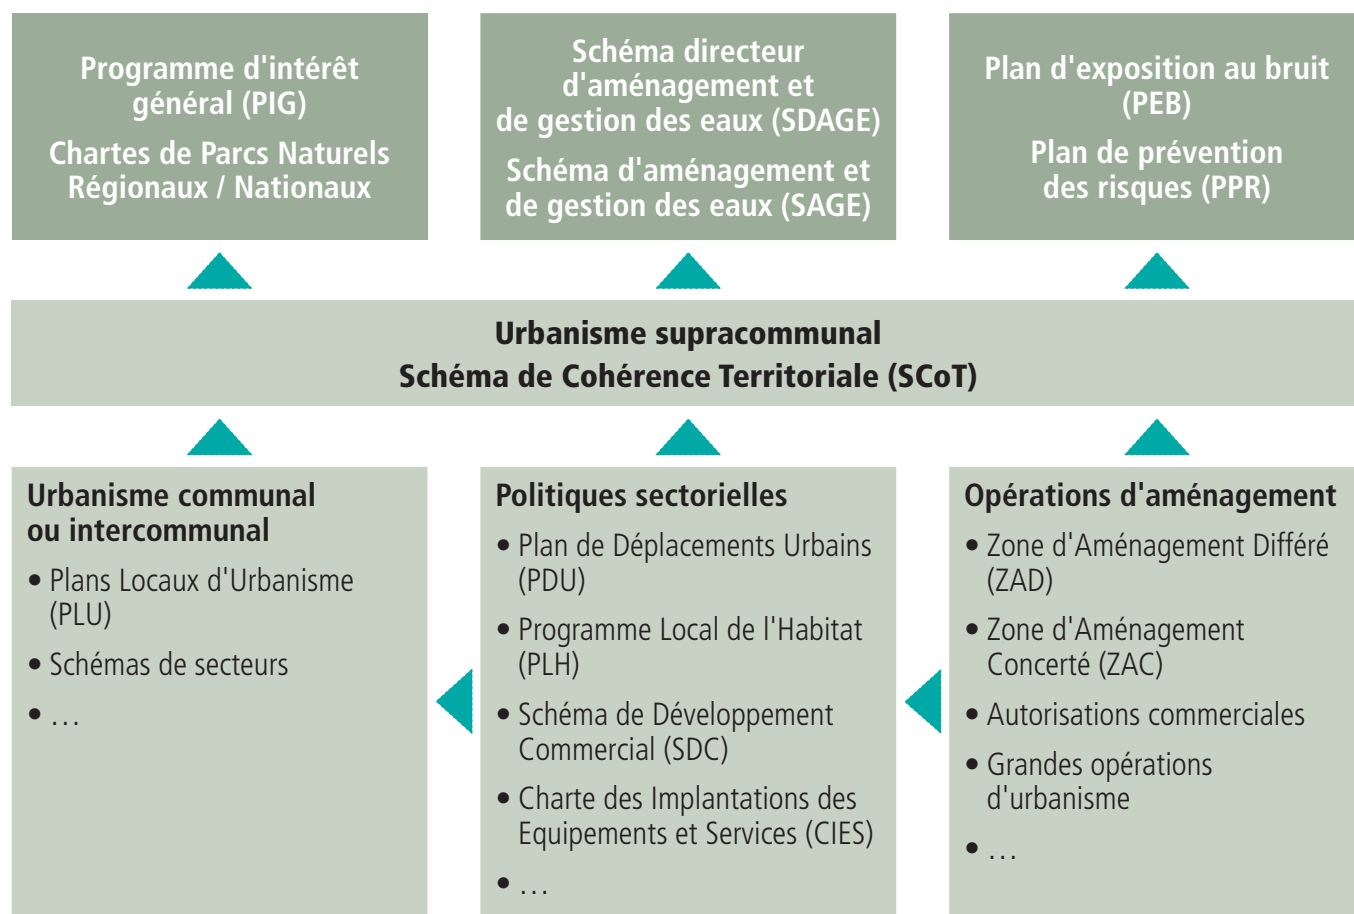 Programme d'intérêt
général (PIG)
Chartes de Parcs Naturels
Régionaux / Nationaux
Schéma directeur
d'aménagement et
de gestion des eaux (SDAGE)
Schéma d'aménagement et
de gestion des eaux (SAGE)
Plan d'exposition au bruit
(PEB)
Plan de prévention
des risques (PPR)
Urbanisme supracommunal
Schéma de Cohérence Territoriale (SCoT)
Urbanisme communal
ou intercommunal
• Plans Locaux d'Urbanisme
(PLU)
• Schémas de secteurs
• …
Politiques sectorielles
• Plan de Déplacements Urbains
(PDU)
• Programme Local de l'Habitat
(PLH)
• Schéma de Développement
Commercial (SDC)
• Charte des Implantations des
Equipements et Services (CIES)
• …
Opérations d'aménagement
• Zone d'Aménagement Différé
(ZAD)
• Zone d'Aménagement
Concerté (ZAC)
• Autorisations commerciales
• Grandes opérations
d'urbanisme
• …